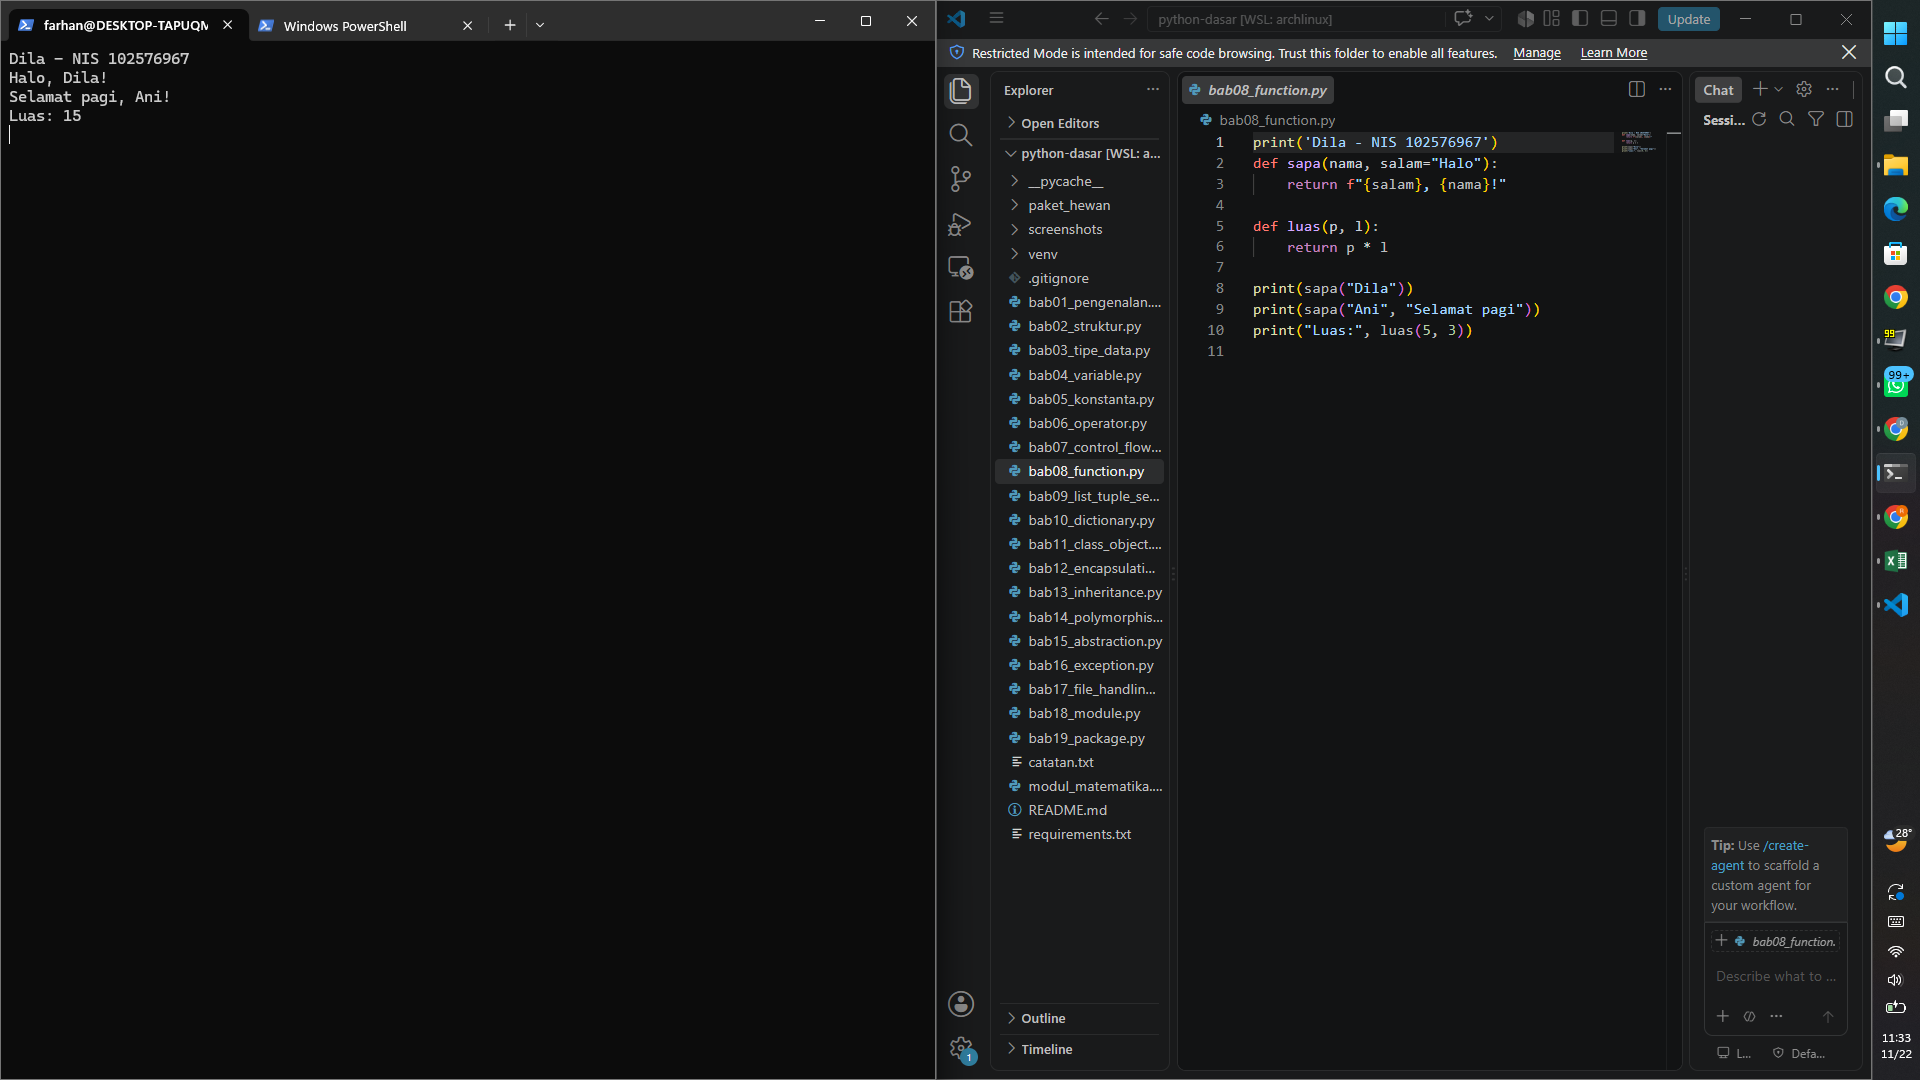 farhan@DESKTOP-TAPUQM
Windows PowerShell
Dila - NIS 102576967
Halo, Dila!
Selamat pagi, Ani!
Luas: 15
python-dasar [WSL: archlinux]
Update
Restricted Mode is intended for safe code browsing. Trust this folder to enable all features.
Manage
Learn More
Explorer
Open Editors
python-dasar [WSL: a...
__pycache__
paket_hewan
screenshots
venv
.gitignore
bab01_pengenalan....
bab02_struktur.py
bab03_tipe_data.py
bab04_variable.py
bab05_konstanta.py
bab06_operator.py
bab07_control_flow...
bab08_function.py
bab09_list_tuple_se...
bab10_dictionary.py
bab11_class_object....
bab12_encapsulati...
bab13_inheritance.py
bab14_polymorphis...
bab15_abstraction.py
bab16_exception.py
bab17_file_handlin...
bab18_module.py
bab19_package.py
catatan.txt
modul_matematika....
README.md
requirements.txt
Outline
Timeline
1
bab08_function.py
bab08_function.py
1 print('Dila - NIS 102576967')
2 def sapa(nama, salam="Halo"):
3     return f"{salam}, {nama}!"
4
5 def luas(p, l):
6     return p * l
7
8 print(sapa("Dila"))
9 print(sapa("Ani", "Selamat pagi"))
10 print("Luas:", luas(5, 3))
11
Chat
Sessi...
Tip: Use /create-
agent to scaffold a
custom agent for
your workflow.
bab08_function.
Describe what to ...
L...
Defa...
99
99+
28°
11:33
11/22